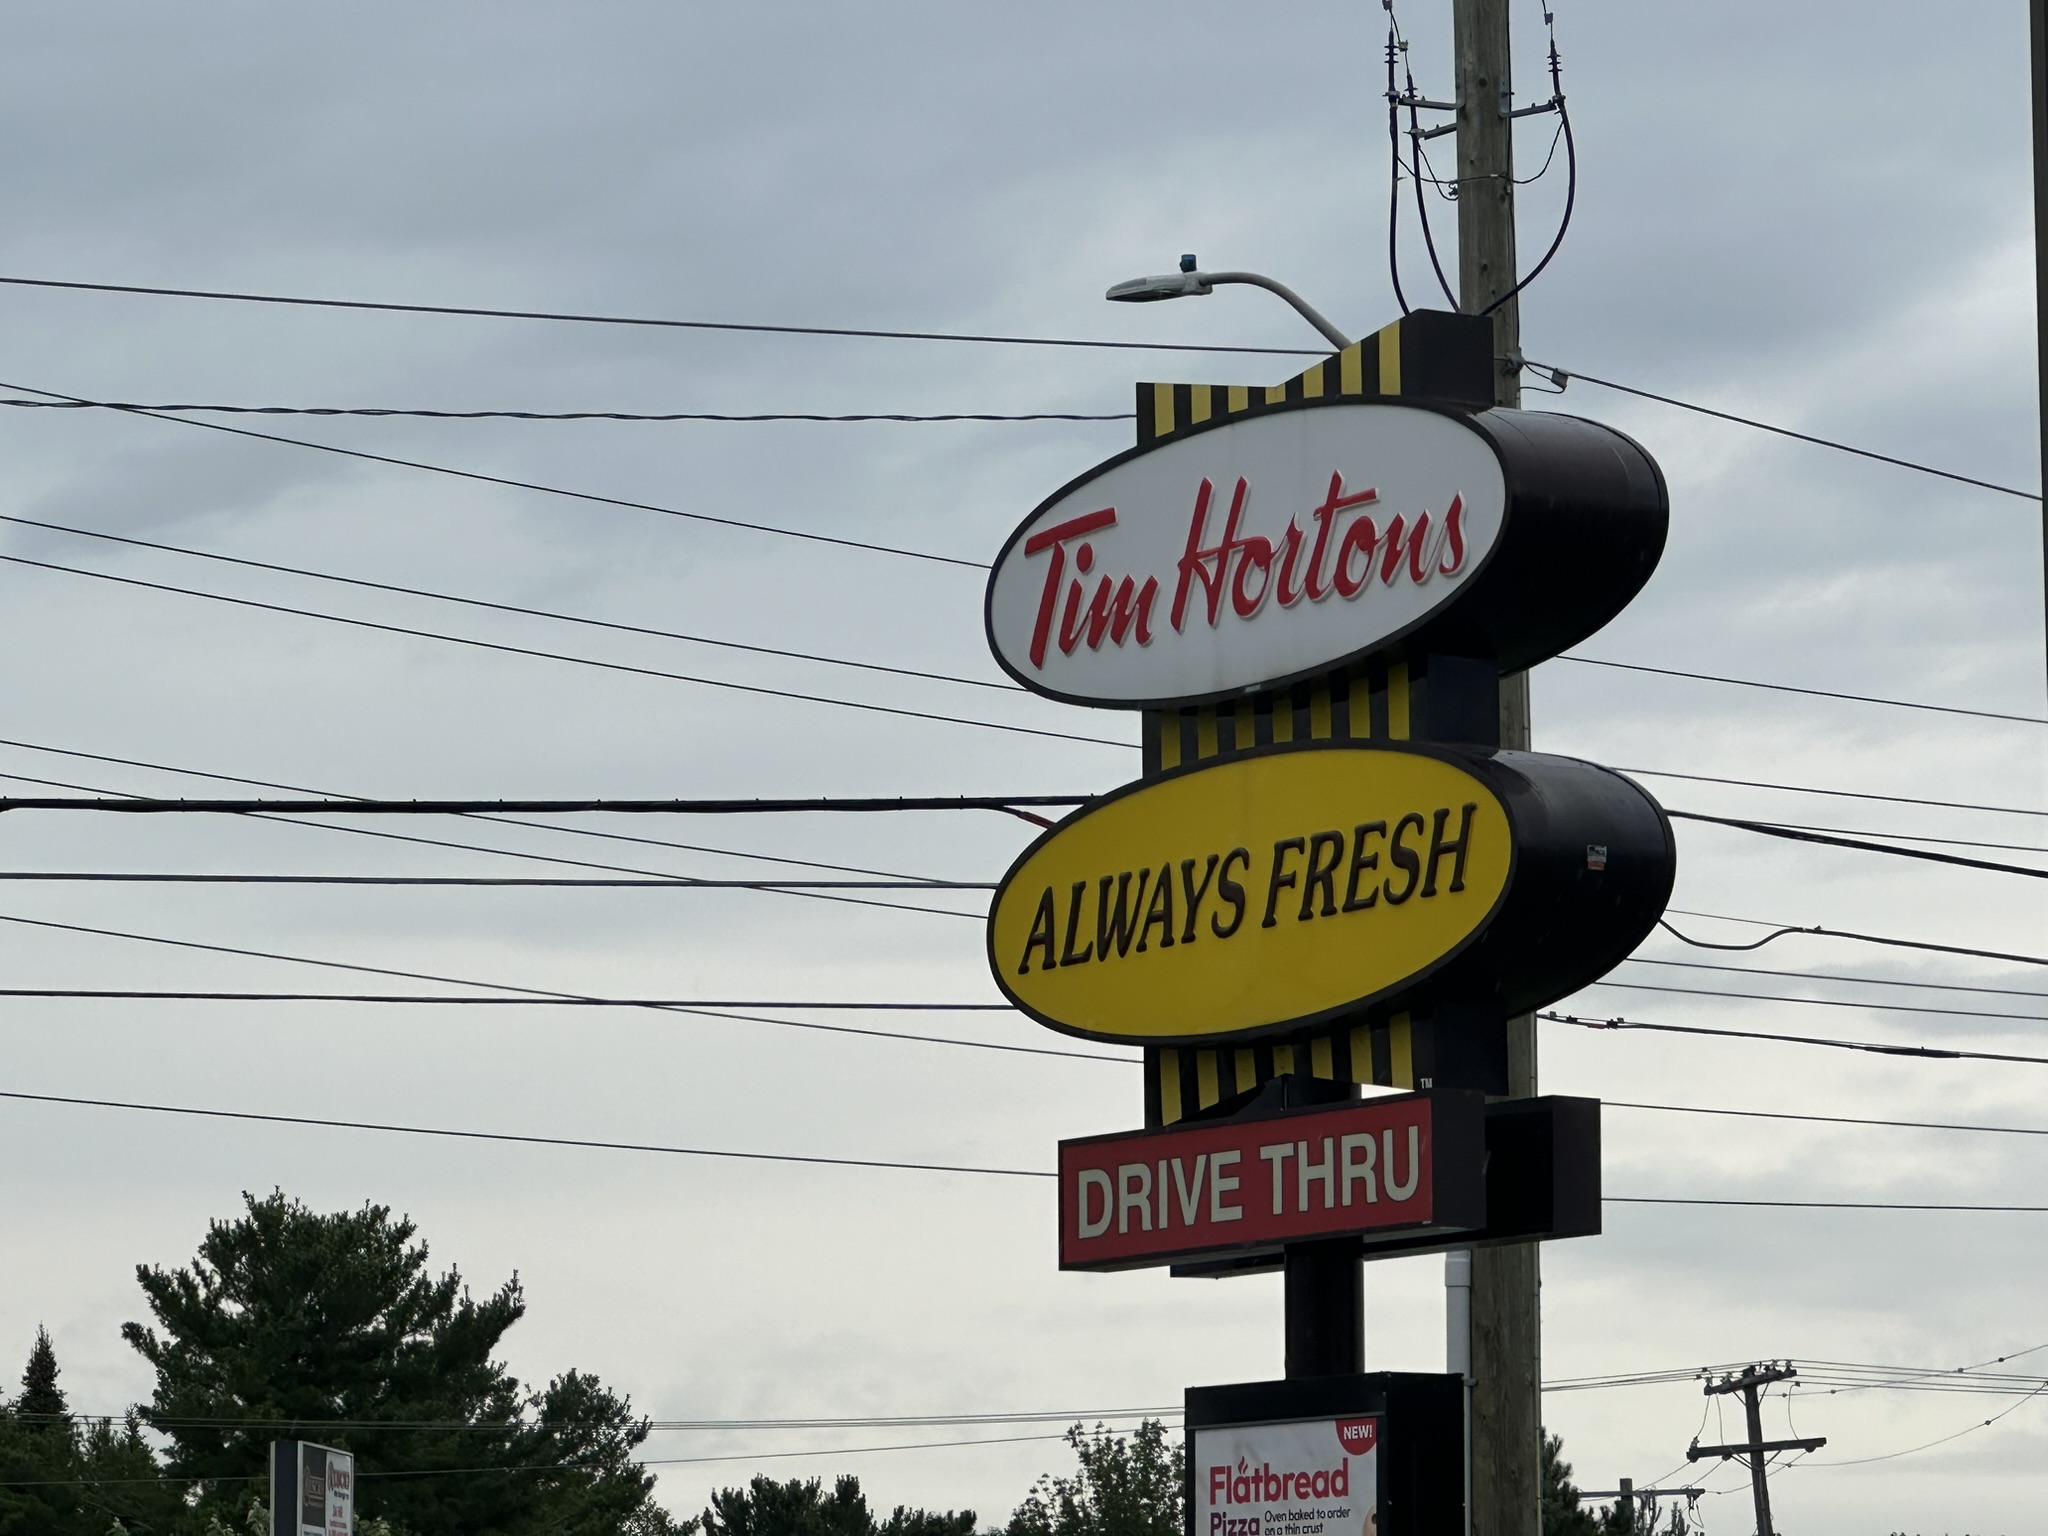 Tim Hortons
ALWAYS FRESH
TM
DRIVE THRU
NEW!
Flatbread
Pizza
Oven baked to order
on a thin crust